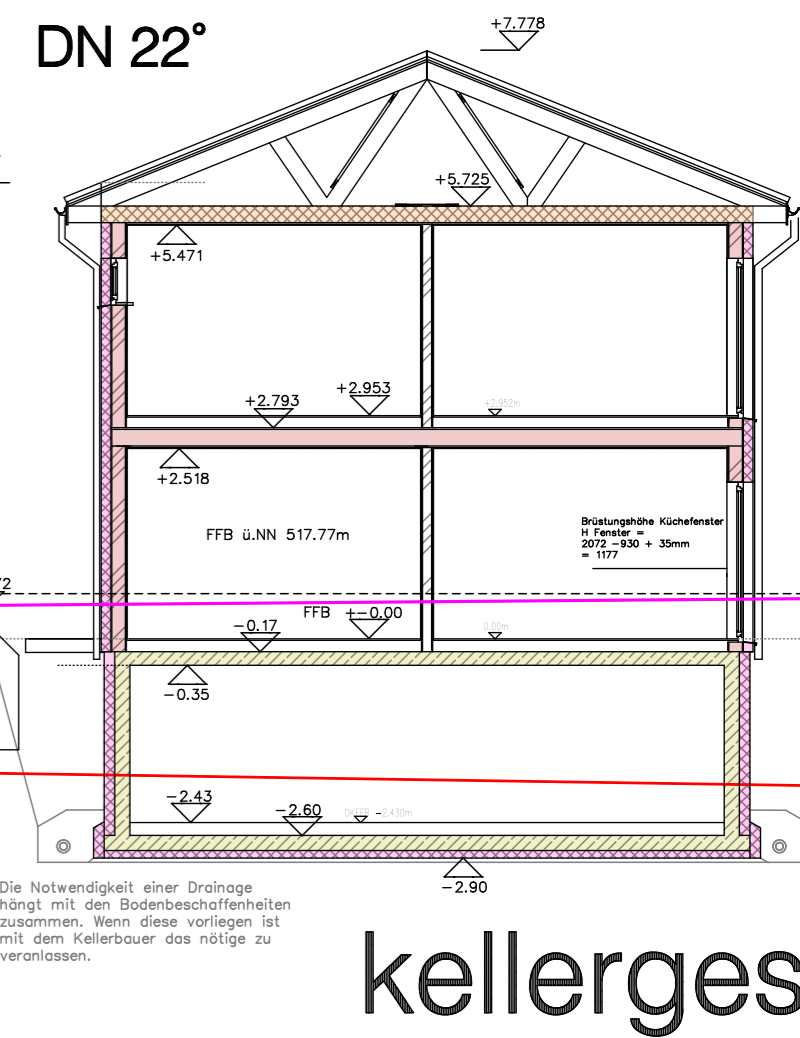 DN 22°
+7.778
+5.725
+5.471
+2.953
+2.793
+2.952m
+2.518
FFB ü.NN 517.77m
Brüstungshöhe Küchefenster
H Fenster =
2072 -930 + 35mm
= 1177
FFB +-0.00
-0.17
0.00m
-0.35
-2.43
-2.60
OKFFB -2.430m
-2.90
Die Notwendigkeit einer Drainage
hängt mit den Bodenbeschaffenheiten
zusammen. Wenn diese vorliegen ist
mit dem Kellerbauer das nötige zu
veranlassen.
kellerges